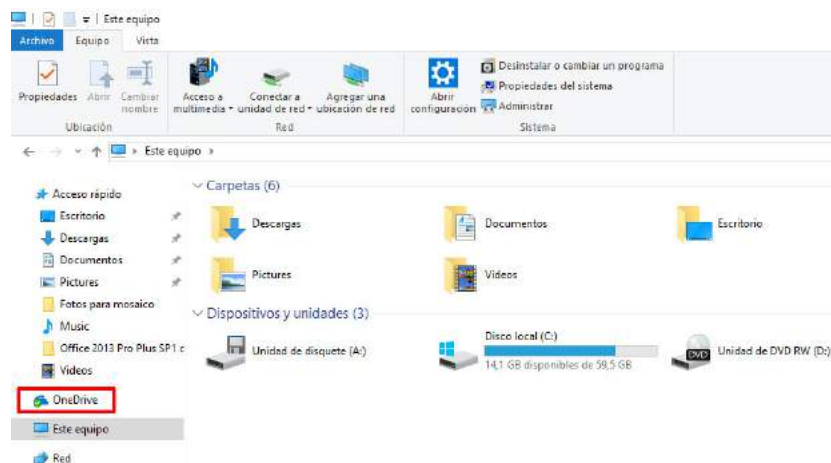 Este equipo
Archivo Equipo Vista
Propiedades Abrir Cambiar nombre
Acceso a multimedia Conectar a unidad de red Agregar una ubicación de red
Abrir configuración
Desinstalar o cambiar un programa
Propiedades del sistema
Administrar
Ubicación Red Sistema
Este equipo
Acceso rápido
Escritorio
Descargas
Documentos
Pictures
Fotos para mosaico
Music
Office 2013 Pro Plus SP1 c
Videos
OneDrive
Este equipo
Red
Carpetas (6)
Descargas Documentos Escritorio
Pictures Videos
Dispositivos y unidades (3)
Unidad de disquete (A:)
Disco local (C:)
14,1 GB disponibles de 59,5 GB
DVD
Unidad de DVD RW (D:)